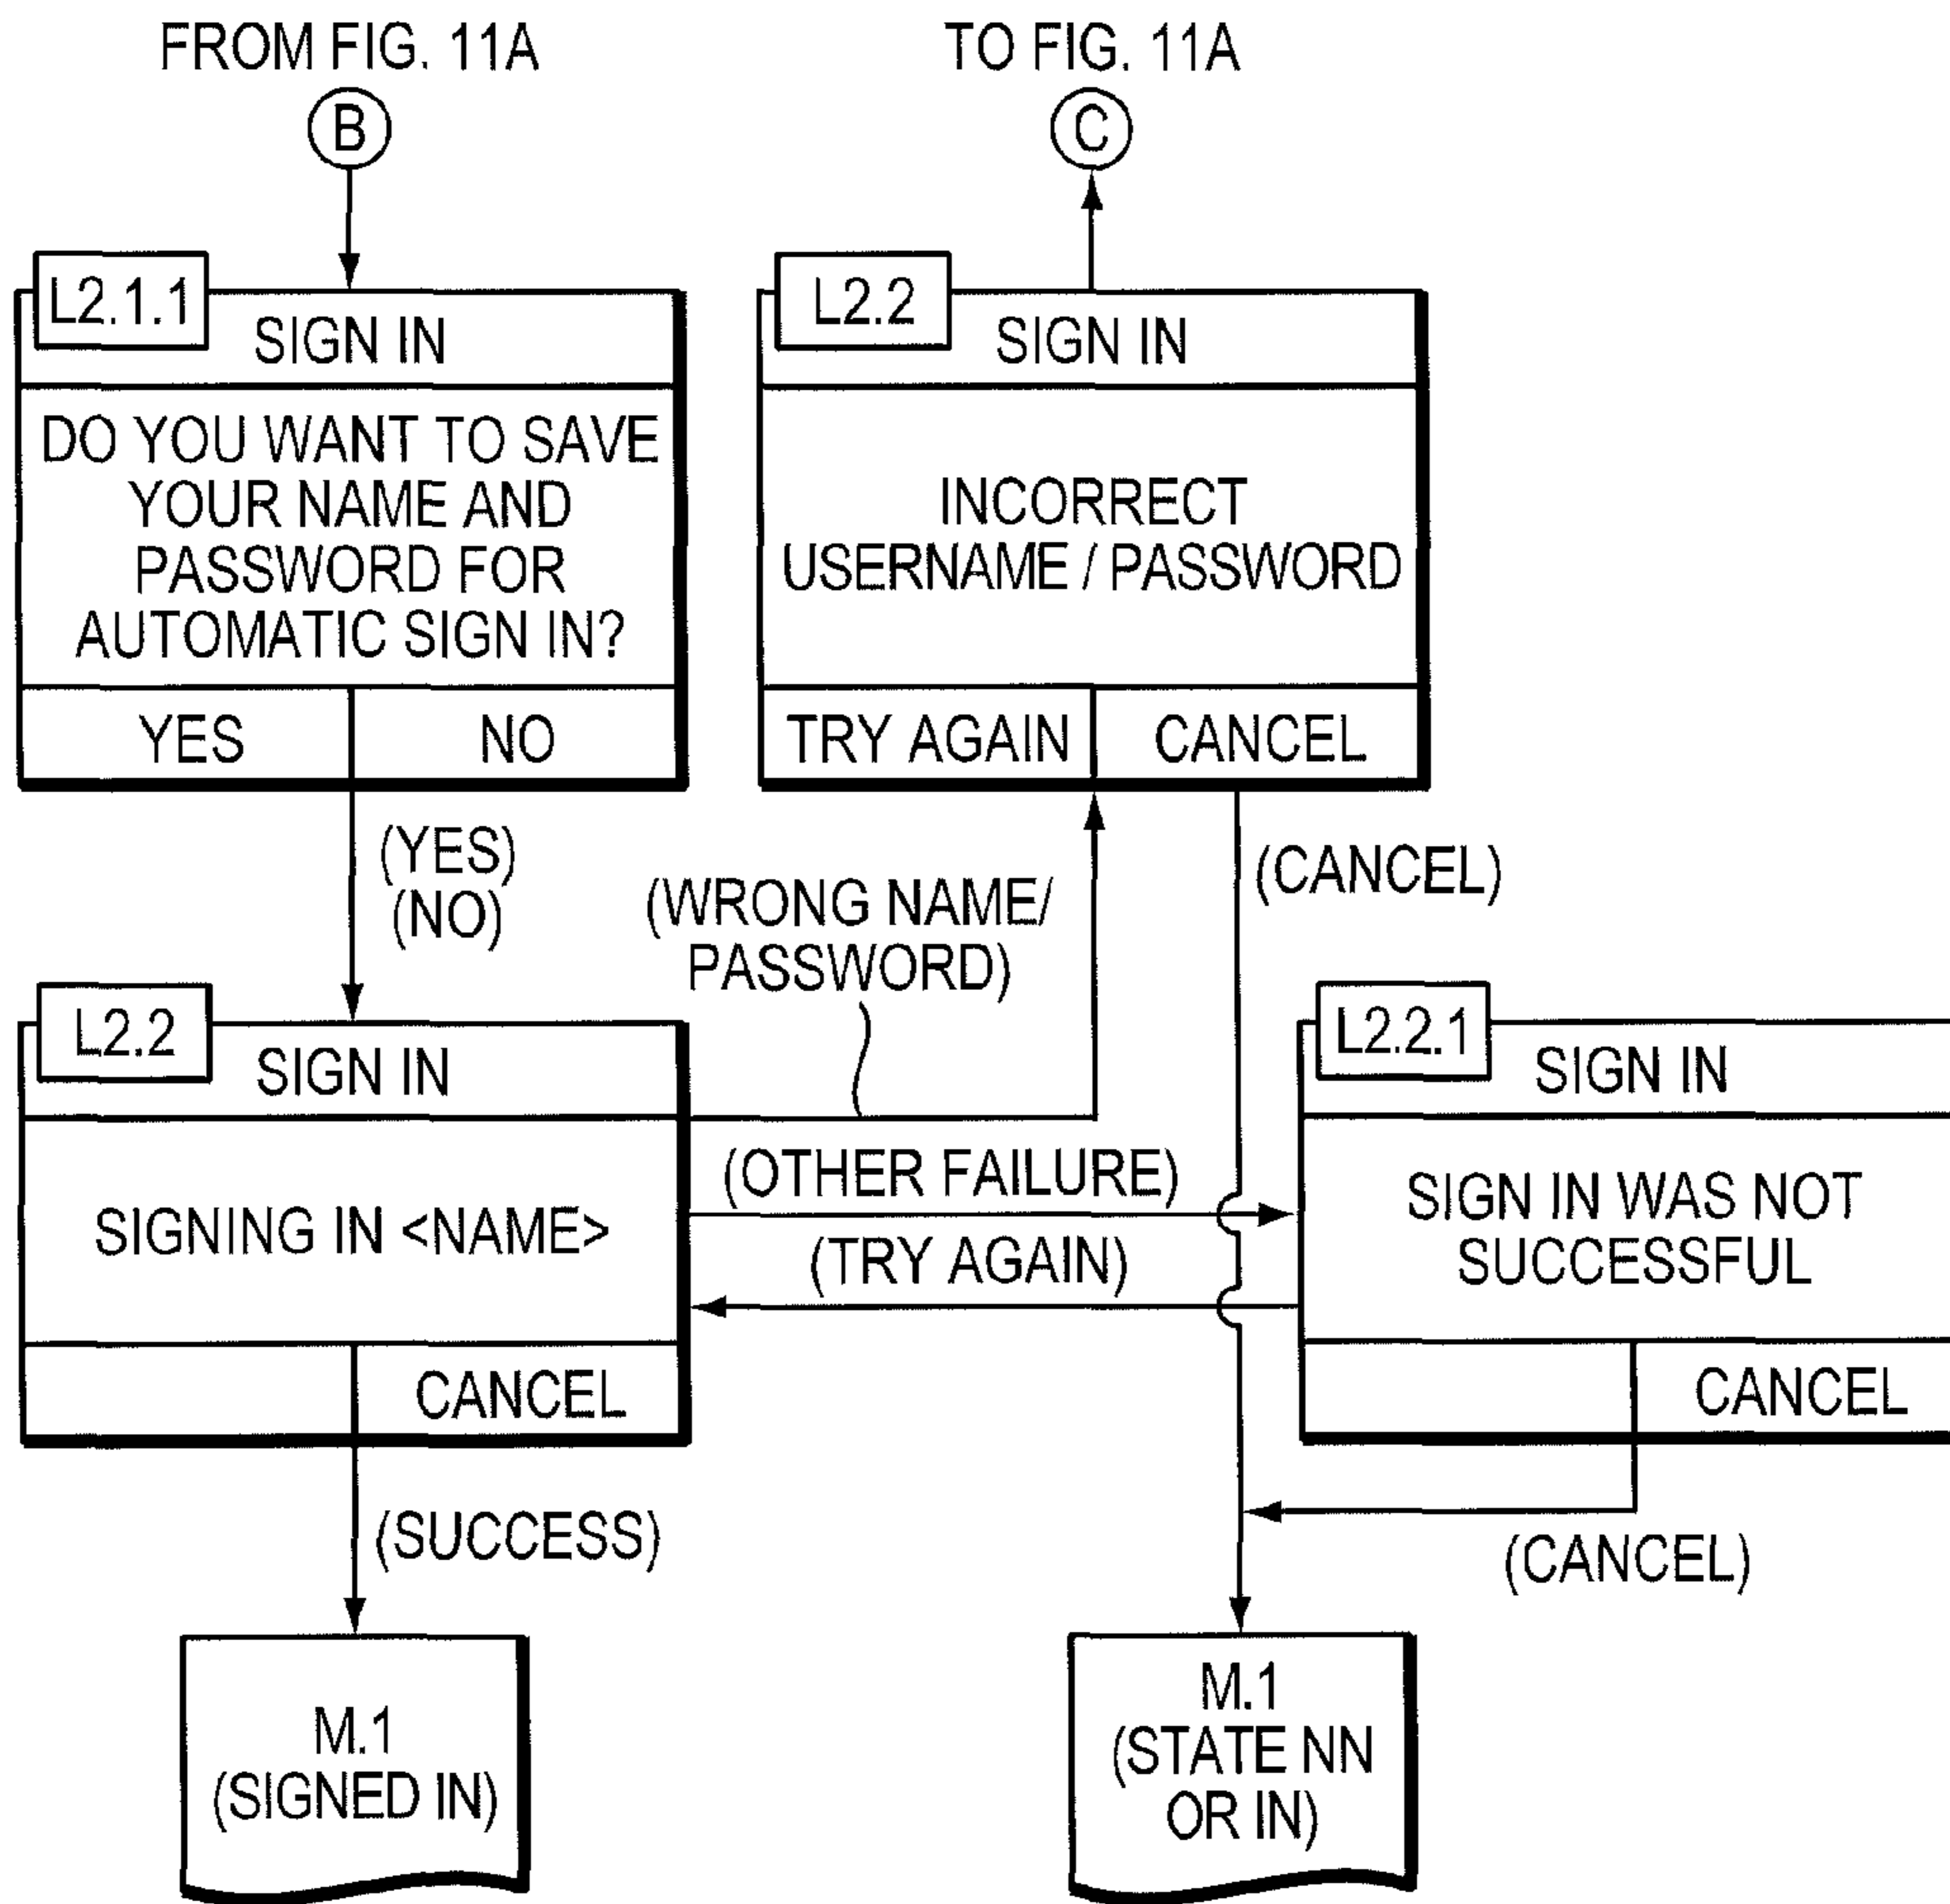 FROM FIG. 11A
B
TO FIG. 11A
C
L2.1.1
SIGN IN
DO YOU WANT TO SAVE
YOUR NAME AND
PASSWORD FOR
AUTOMATIC SIGN IN?
YES
NO
L2.2
SIGN IN
INCORRECT
USERNAME / PASSWORD
TRY AGAIN
CANCEL
(YES)
(NO)
(WRONG NAME/
PASSWORD)
(CANCEL)
L2.2
SIGN IN
SIGNING IN <NAME>
CANCEL
(OTHER FAILURE)
(TRY AGAIN)
L2.2.1
SIGN IN
SIGN IN WAS NOT
SUCCESSFUL
CANCEL
(SUCCESS)
(CANCEL)
M.1
(SIGNED IN)
M.1
(STATE NN
OR IN)